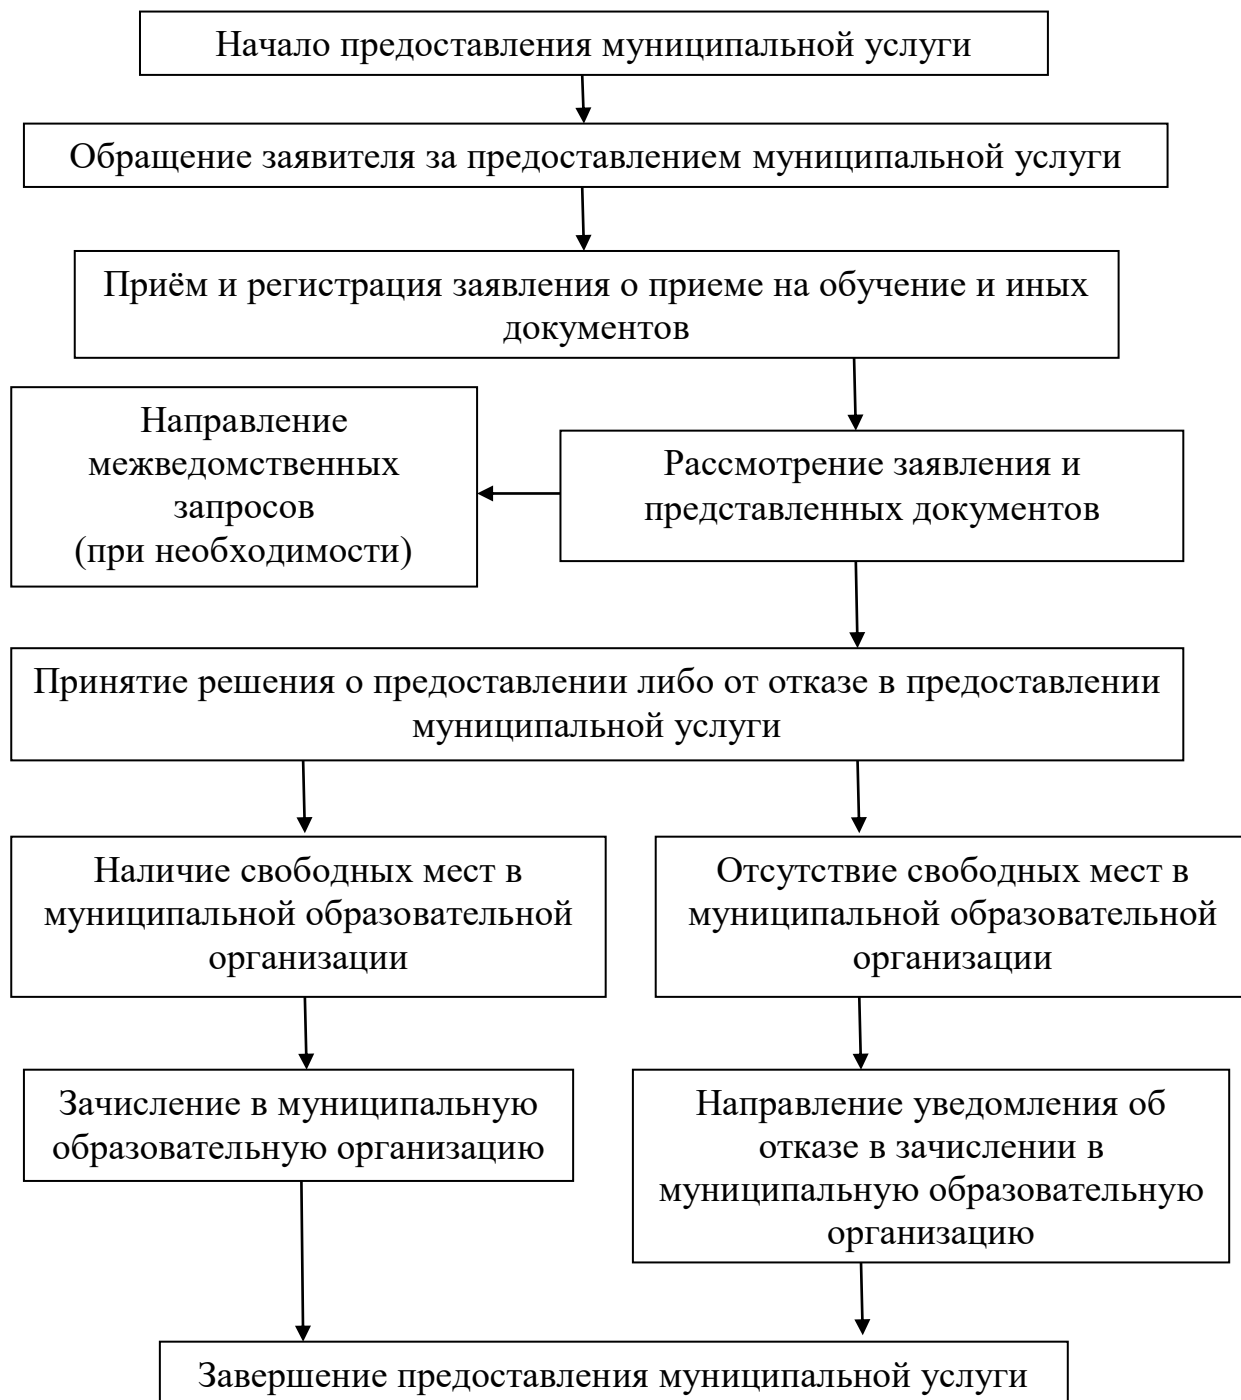 Начало предоставления муниципальной услуги
Обращение заявителя за предоставлением муниципальной услуги
Приём и регистрация заявления о приеме на обучение и иных
документов
Направление
межведомственных
запросов
(при необходимости)
Рассмотрение заявления и
представленных документов
Принятие решения о предоставлении либо от отказе в предоставлении
муниципальной услуги
Наличие свободных мест в
муниципальной образовательной
организации
Отсутствие свободных мест в
муниципальной образовательной
организации
Зачисление в муниципальную
образовательную организацию
Направление уведомления об
отказе в зачислении в
муниципальную образовательную
организацию
Завершение предоставления муниципальной услуги